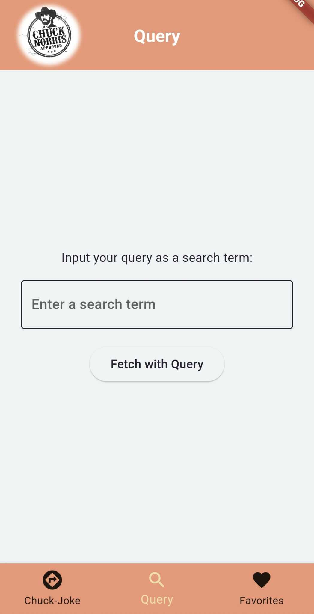 CHUCK
NORRIS
Query
Input your query as a search term:
Enter a search term
Fetch with Query
Chuck-Joke
Query
Favorites